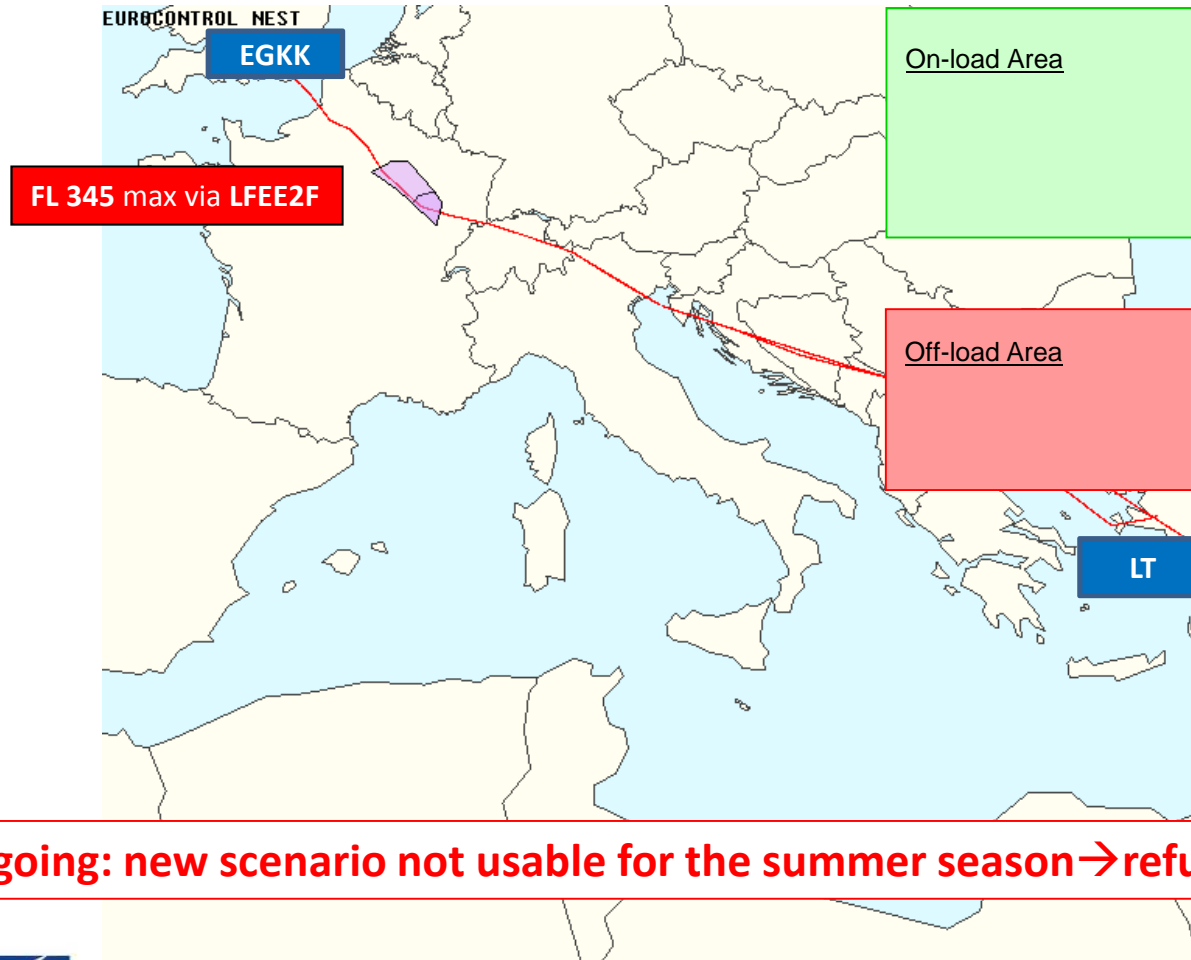 EUROCONTROL NEST
EGKK
On-load Area
FL 345 max via LFEE2F
Off-load Area
LT
going: new scenario not usable for the summer season→refu